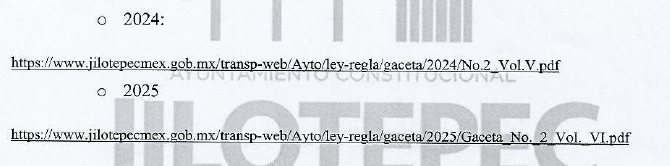 ○ 2024:
https://www.jilotepecmex.gob.mx/transp-web/Ayto/ley-regla/gaceta/2024/No.2_Vol.V.pdf
AYUNTAMIENTO CONSTITUCIONAL
○ 2025
JILOTEPEC
https://www.jilotepecmex.gob.mx/transp-web/Ayto/ley-regla/gaceta/2025/Gaceta_No._2_Vol._VI.pdf